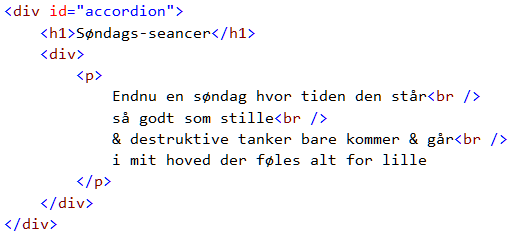 <div id="accordion">
<h1>Søndags-seancer</h1>
<div>
<p>
Endnu en søndag hvor tiden den står<br />
så godt som stille<br />
& destruktive tanker bare kommer & går<br />
i mit hoved der føles alt for lille
</p>
</div>
</div>